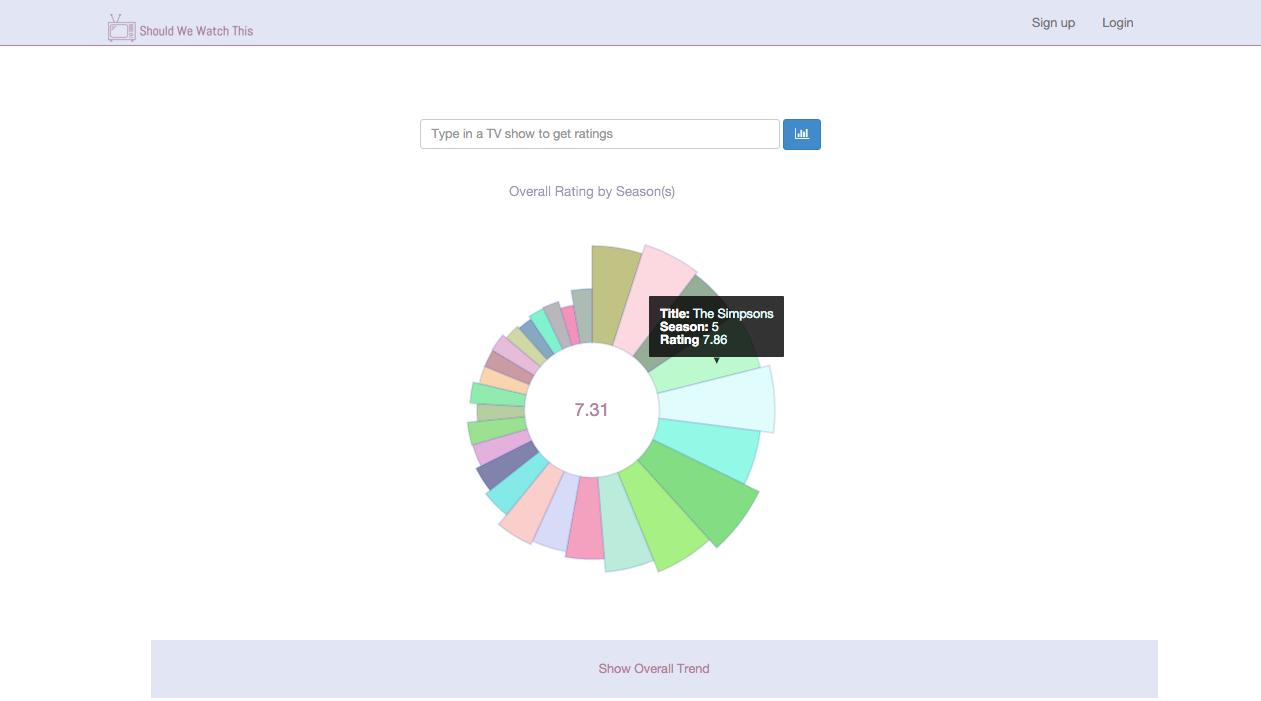 Should We Watch This
Sign up
Login
Type in a TV show to get ratings
Overall Rating by Season(s)
Title: The Simpsons
Season: 5
Rating 7.86
7.31
Show Overall Trend